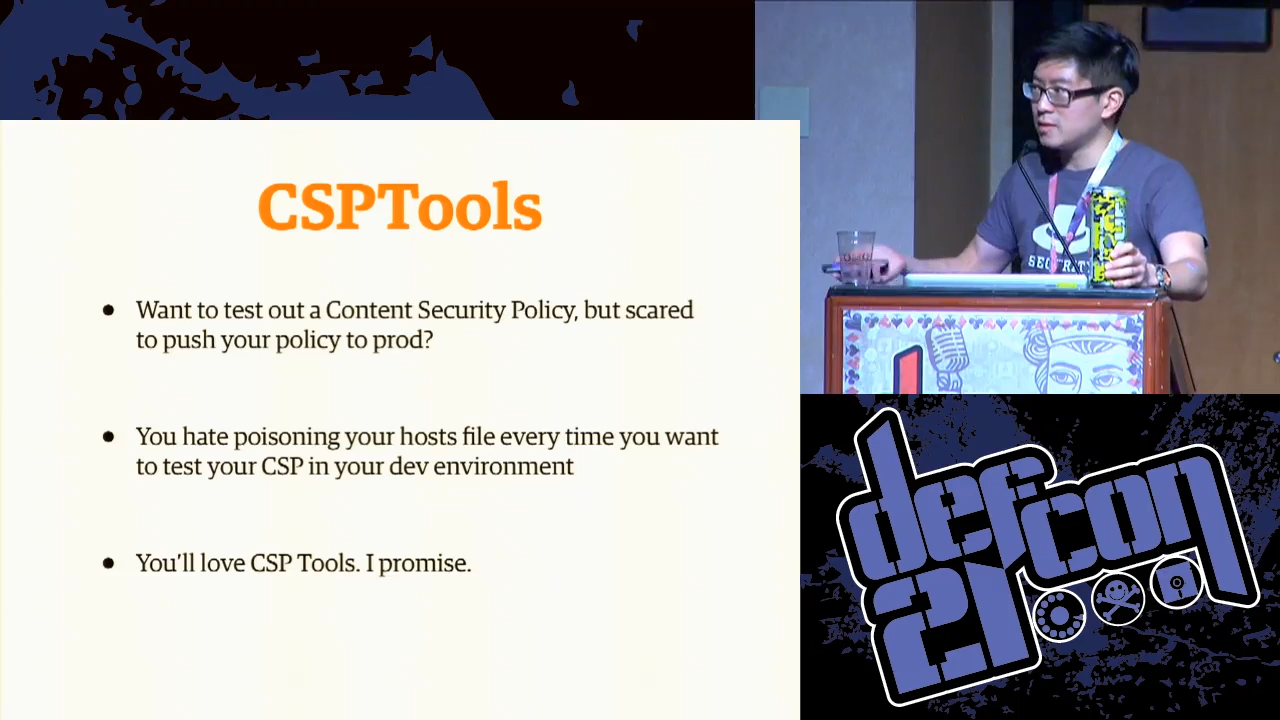 CSPTools
● Want to test out a Content Security Policy, but scared
to push your policy to prod?
● You hate poisoning your hosts file every time you want
to test your CSP in your dev environment
● You'll love CSP Tools. I promise.
SECURITY
defcon
21